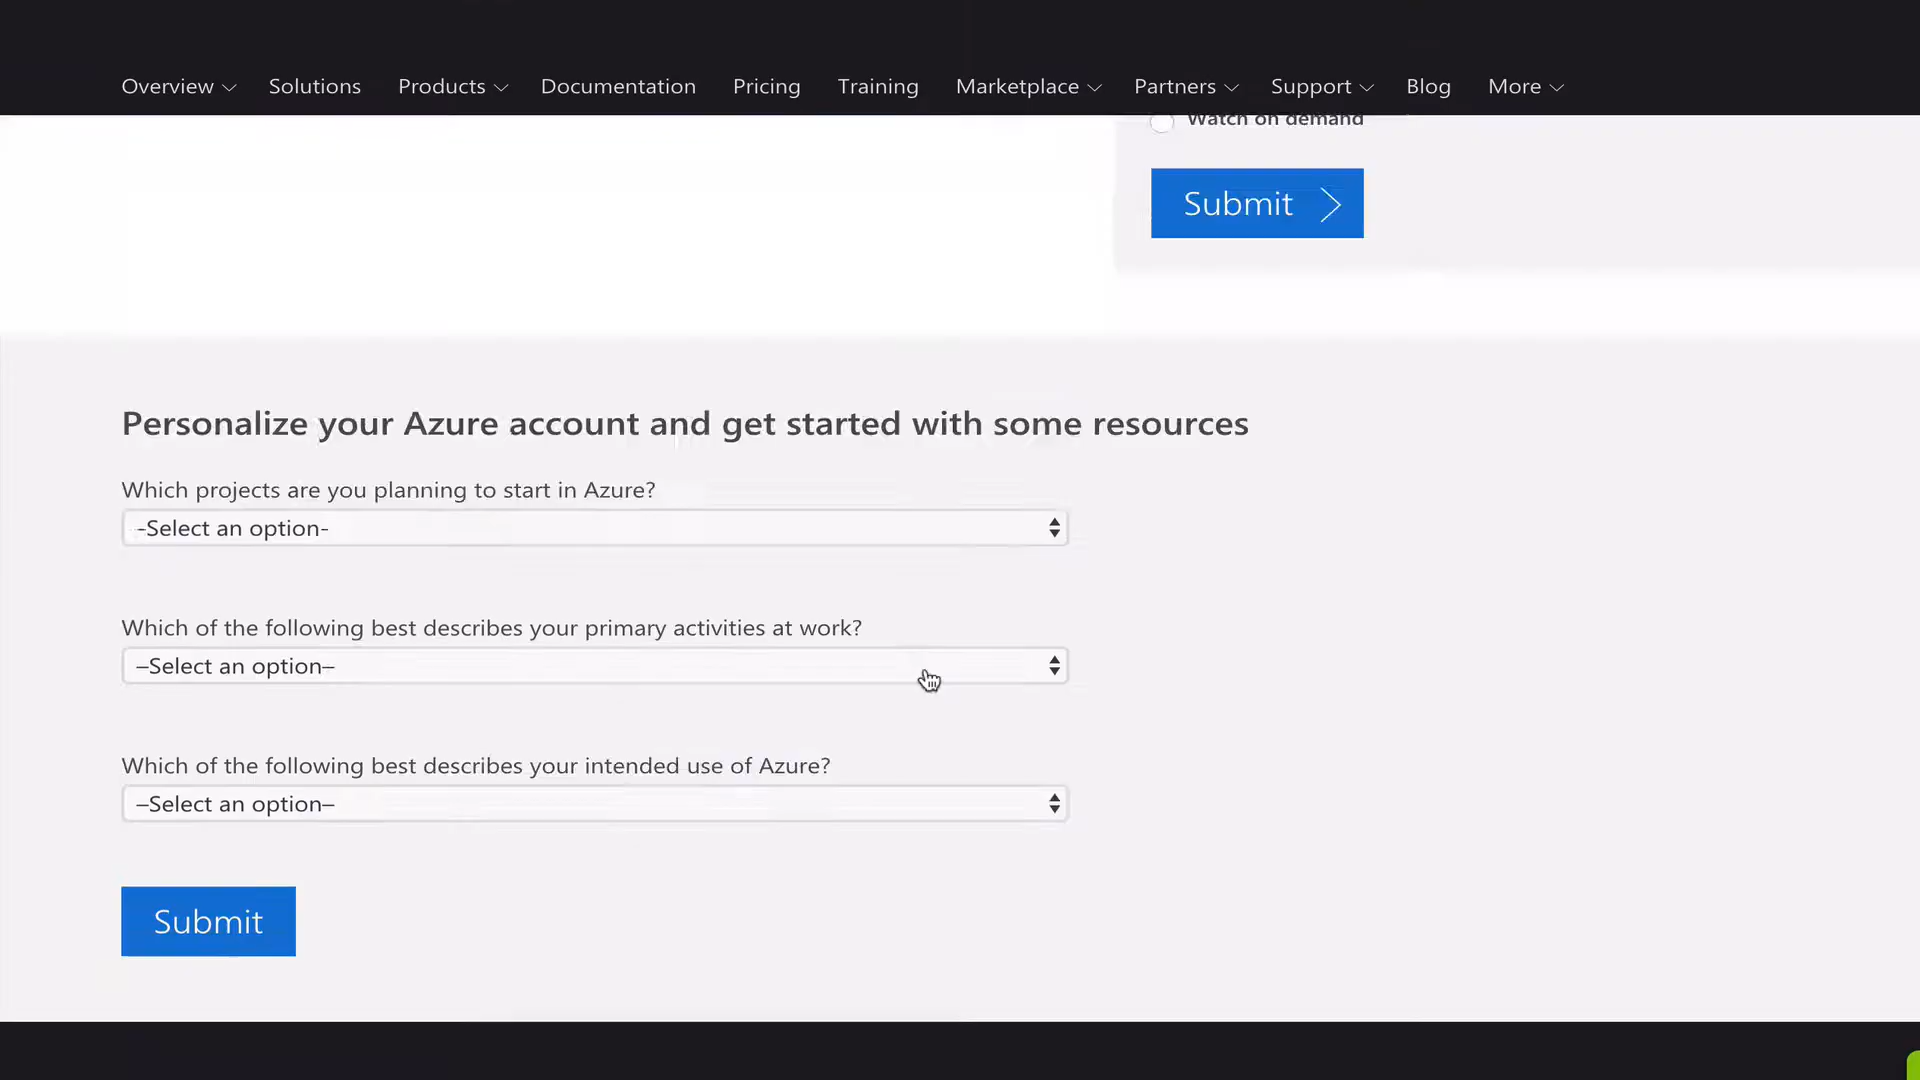 Overview Solutions Products Documentation Pricing Training Marketplace Partners Support Blog More
Watch on demand
Submit
Personalize your Azure account and get started with some resources
Which projects are you planning to start in Azure?
-Select an option-
Which of the following best describes your primary activities at work?
–Select an option–
Which of the following best describes your intended use of Azure?
–Select an option–
Submit